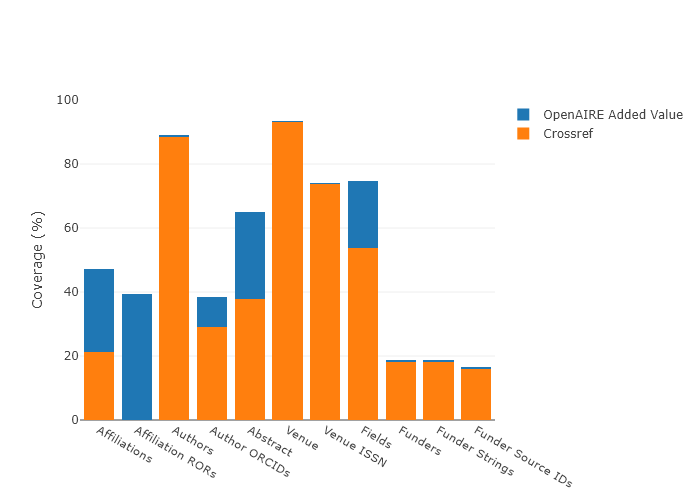 OpenAIRE Added Value
Crossref
Coverage (%)
100
80
60
40
20
0
Affiliations
Affiliation RORs
Authors
Author ORCIDs
Abstract
Venue
Venue ISSN
Fields
Funders
Funder Strings
Funder Source IDs